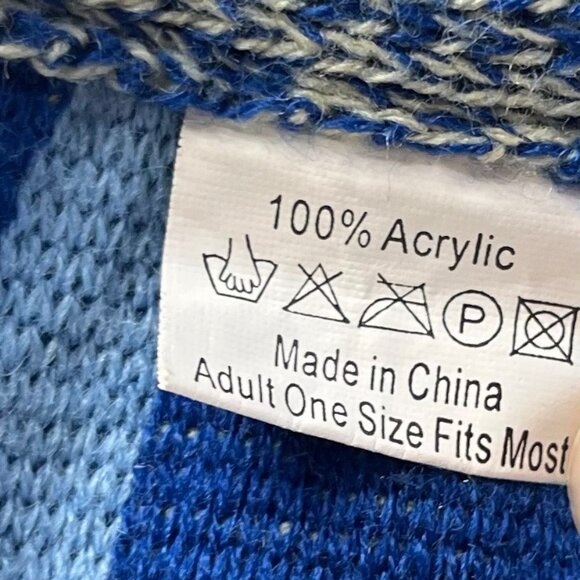 100% Acrylic
P
Made in China
Adult One Size Fits Most